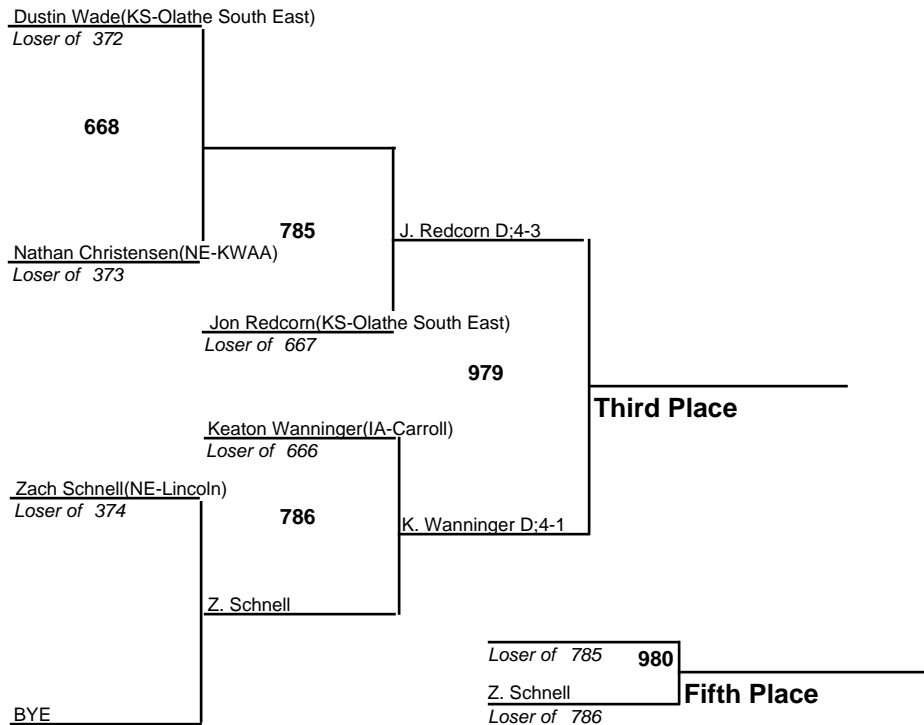 Dustin Wade(KS-Olathe South East)
Loser of 372
668
785
J. Redcorn D;4-3
Nathan Christensen(NE-KWAA)
Loser of 373
Jon Redcorn(KS-Olathe South East)
Loser of 667
979
Third Place
Keaton Wanninger(IA-Carroll)
Loser of 666
Zach Schnell(NE-Lincoln)
Loser of 374
786
K. Wanninger D;4-1
Z. Schnell
Loser of 785
980
Z. Schnell
Fifth Place
Loser of 786
BYE